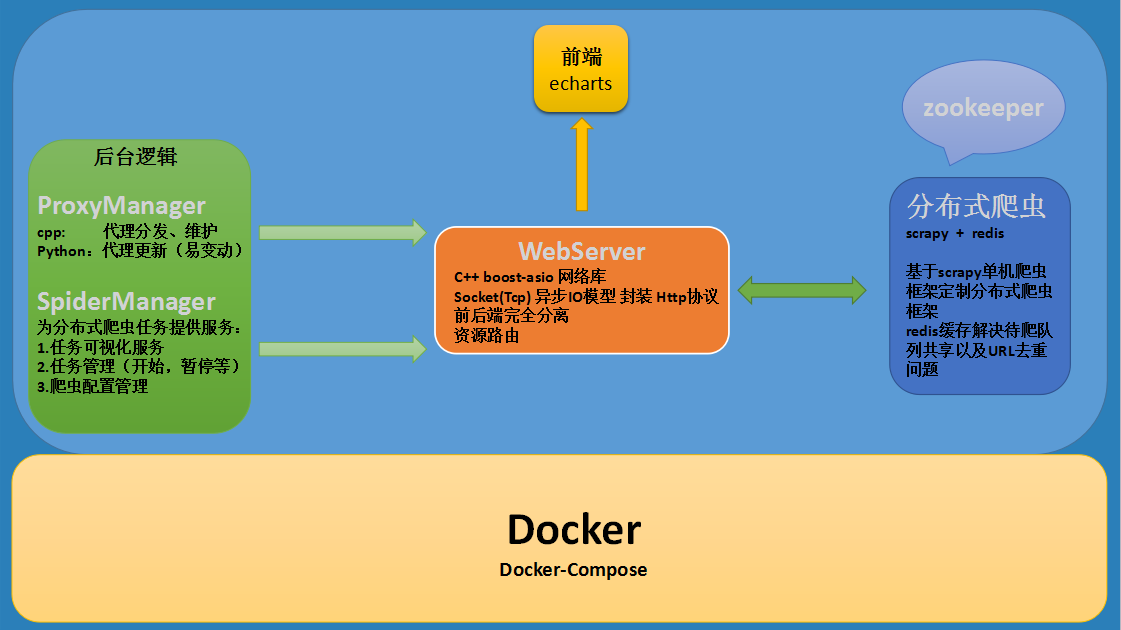 前端
echarts
zookeeper
后台逻辑
ProxyManager
cpp: 代理分发、维护
Python：代理更新（易变动）
SpiderManager
为分布式爬虫任务提供服务：
1.任务可视化服务
2.任务管理（开始，暂停等）
3.爬虫配置管理
WebServer
C++ boost-asio 网络库
Socket(Tcp) 异步IO模型 封装 Http协议
前后端完全分离
资源路由
分布式爬虫
scrapy + redis
基于scrapy单机爬虫
框架定制分布式爬虫
框架
redis缓存解决待爬队
列共享以及URL去重
问题
Docker
Docker-Compose